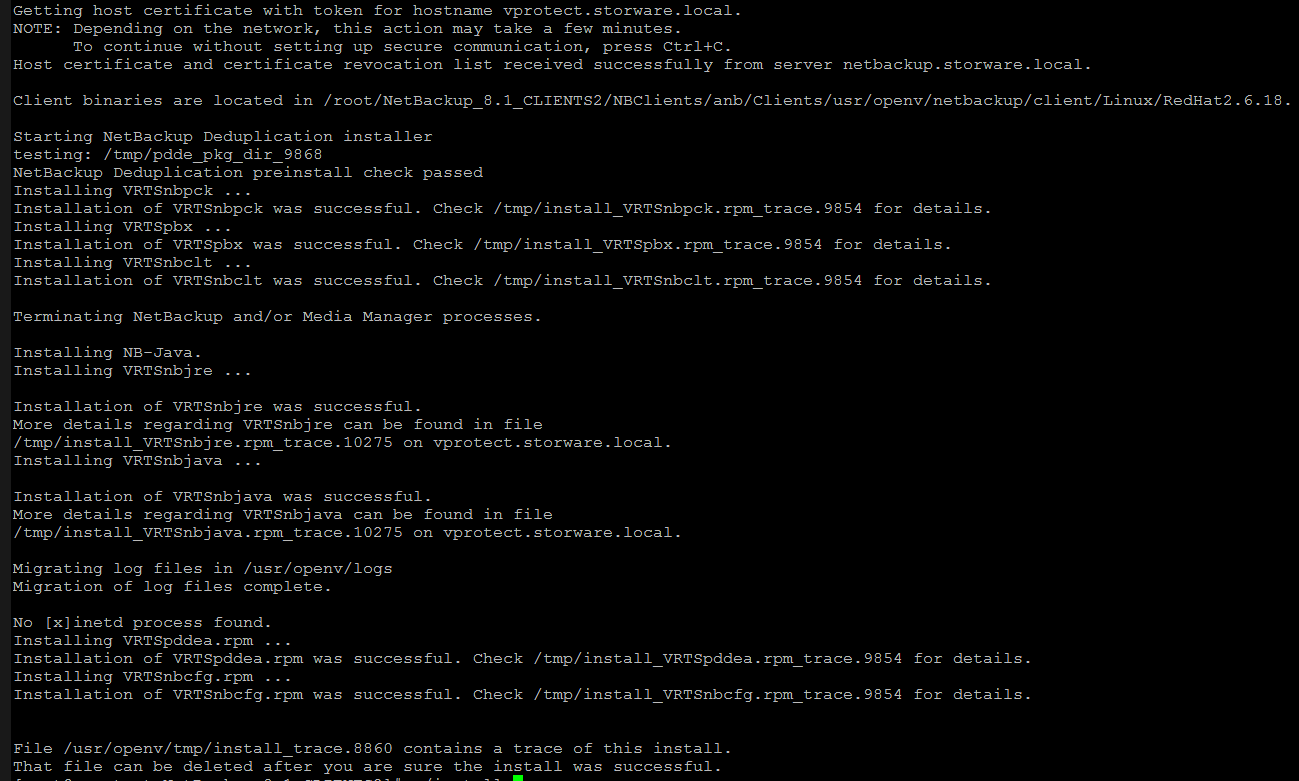 Getting host certificate with token for hostname vprotect.storware.local.
NOTE: Depending on the network, this action may take a few minutes.
To continue without setting up secure communication, press Ctrl+C.
Host certificate and certificate revocation list received successfully from server netbackup.storware.local.
Client binaries are located in /root/NetBackup_8.1_CLIENTS2/NBClients/anb/Clients/usr/openv/netbackup/client/Linux/RedHat2.6.18.
Starting NetBackup Deduplication installer
testing: /tmp/pdde_pkg_dir_9868
NetBackup Deduplication preinstall check passed
Installing VRTSnbpck ...
Installation of VRTSnbpck was successful. Check /tmp/install_VRTSnbpck.rpm_trace.9854 for details.
Installing VRTSpbx ...
Installation of VRTSpbx was successful. Check /tmp/install_VRTSpbx.rpm_trace.9854 for details.
Installing VRTSnbclt ...
Installation of VRTSnbclt was successful. Check /tmp/install_VRTSnbclt.rpm_trace.9854 for details.
Terminating NetBackup and/or Media Manager processes.
Installing NB-Java.
Installing VRTSnbjre ...
Installation of VRTSnbjre was successful.
More details regarding VRTSnbjre can be found in file
/tmp/install_VRTSnbjre.rpm_trace.10275 on vprotect.storware.local.
Installing VRTSnbjava ...
Installation of VRTSnbjava was successful.
More details regarding VRTSnbjava can be found in file
/tmp/install_VRTSnbjava.rpm_trace.10275 on vprotect.storware.local.
Migrating log files in /usr/openv/logs
Migration of log files complete.
No [x]inetd process found.
Installing VRTSpddea.rpm ...
Installation of VRTSpddea.rpm was successful. Check /tmp/install_VRTSpddea.rpm_trace.9854 for details.
Installing VRTSnbcfg.rpm ...
Installation of VRTSnbcfg.rpm was successful. Check /tmp/install_VRTSnbcfg.rpm_trace.9854 for details.
File /usr/openv/tmp/install_trace.8860 contains a trace of this install.
That file can be deleted after you are sure the install was successful.